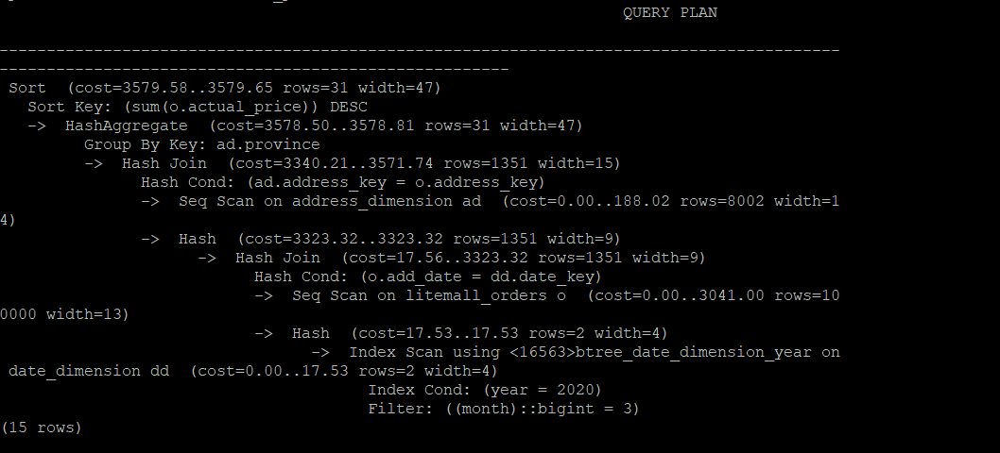 QUERY PLAN
-----------------------------------------------------------------------------------------
------------------------------------------------------
Sort  (cost=3579.58..3579.65 rows=31 width=47)
  Sort Key: (sum(o.actual_price)) DESC
  ->  HashAggregate  (cost=3578.50..3578.81 rows=31 width=47)
        Group By Key: ad.province
        ->  Hash Join  (cost=3340.21..3571.74 rows=1351 width=15)
              Hash Cond: (ad.address_key = o.address_key)
              ->  Seq Scan on address_dimension ad  (cost=0.00..188.02 rows=8002 width=1
4)
              ->  Hash  (cost=3323.32..3323.32 rows=1351 width=9)
                    ->  Hash Join  (cost=17.56..3323.32 rows=1351 width=9)
                          Hash Cond: (o.add_date = dd.date_key)
                          ->  Seq Scan on litemall_orders o  (cost=0.00..3041.00 rows=10
0000 width=13)
                          ->  Hash  (cost=17.53..17.53 rows=2 width=4)
                                ->  Index Scan using <16563>btree_date_dimension_year on
date_dimension dd  (cost=0.00..17.53 rows=2 width=4)
                                      Index Cond: (year = 2020)
                                      Filter: ((month)::bigint = 3)
(15 rows)